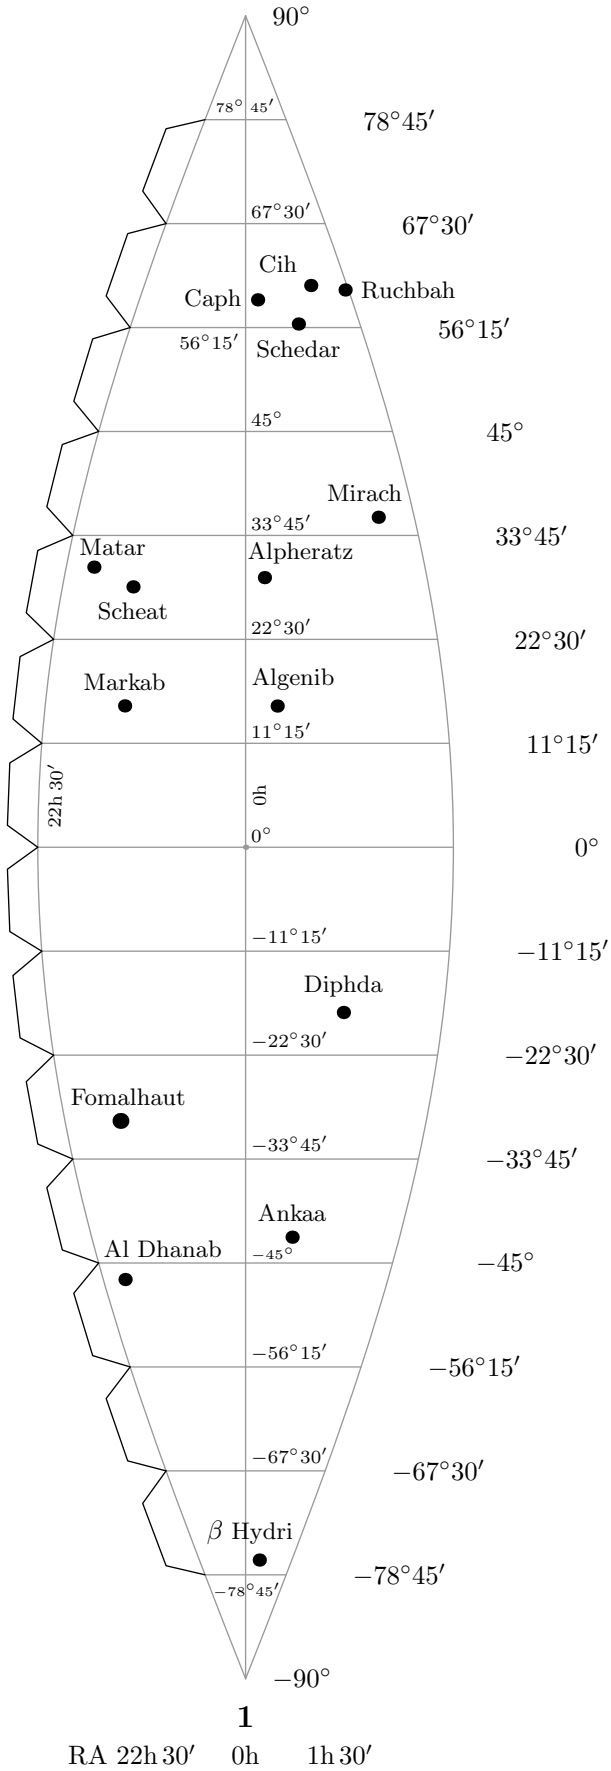 90°
78° 45′ 78°45′
67°30′ 67°30′
Cih
Caph Ruchbah
56°15′ 56°15′
Schedar
45° 45°
Mirach
33°45′ 33°45′
Matar Alpheratz
Scheat
22°30′ 22°30′
Markab Algenib
11°15′ 11°15′
22h 30′ 0h
0° 0°
−11°15′ −11°15′
Diphda
−22°30′ −22°30′
Fomalhaut
−33°45′ −33°45′
Ankaa
Al Dhanab
−45° −45°
−56°15′ −56°15′
−67°30′ −67°30′
β Hydri
−78°45′ −78°45′
−90°
1
RA 22h 30′ 0h 1h 30′